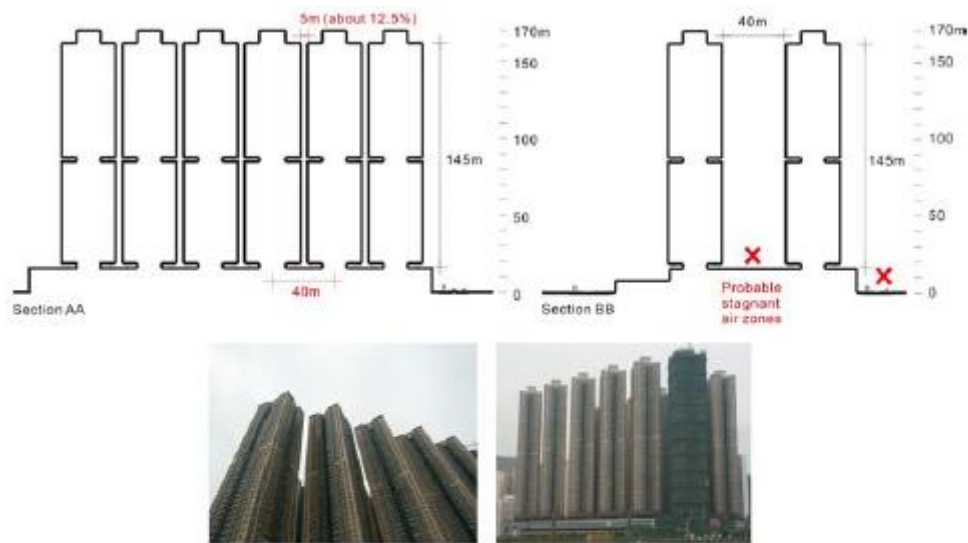 5m (about 12.5%)
170m
150
100
145m
50
40m
0
Section AA
40m
170m
150
100
145m
50
0
Probable
stagnant
air zones
Section BB